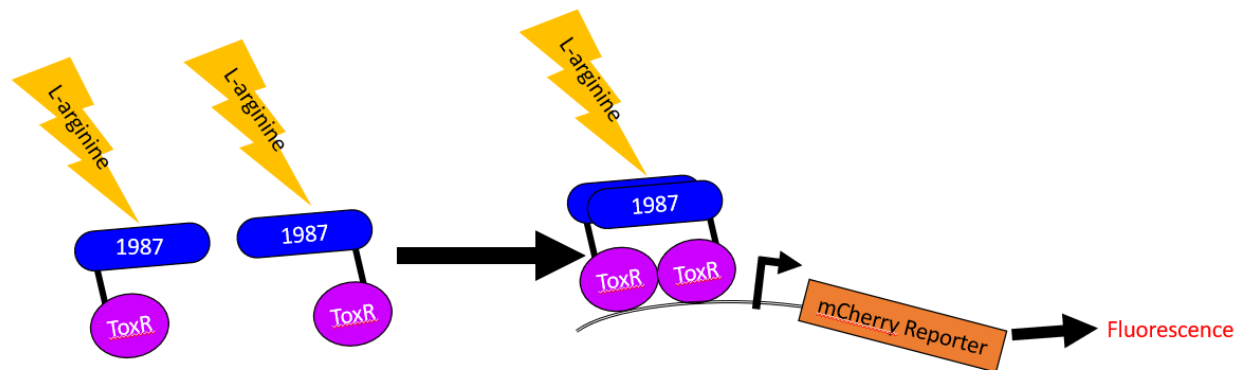 L-arginine
L-arginine
L-arginine
1987
1987
1987
ToxR
ToxR
ToxR
ToxR
mCherry Reporter
Fluorescence